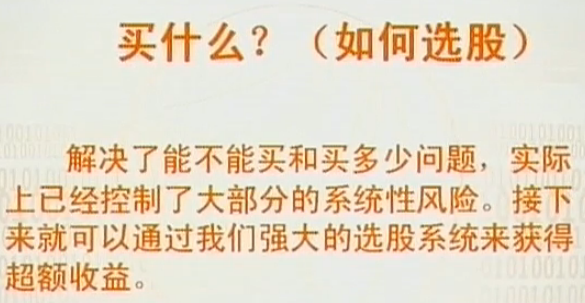 买什么？（如何选股）
解决了能不能买和买多少问题，实际
上已经控制了大部分的系统性风险。接下
来就可以通过我们强大的选股系统来获得
超额收益。